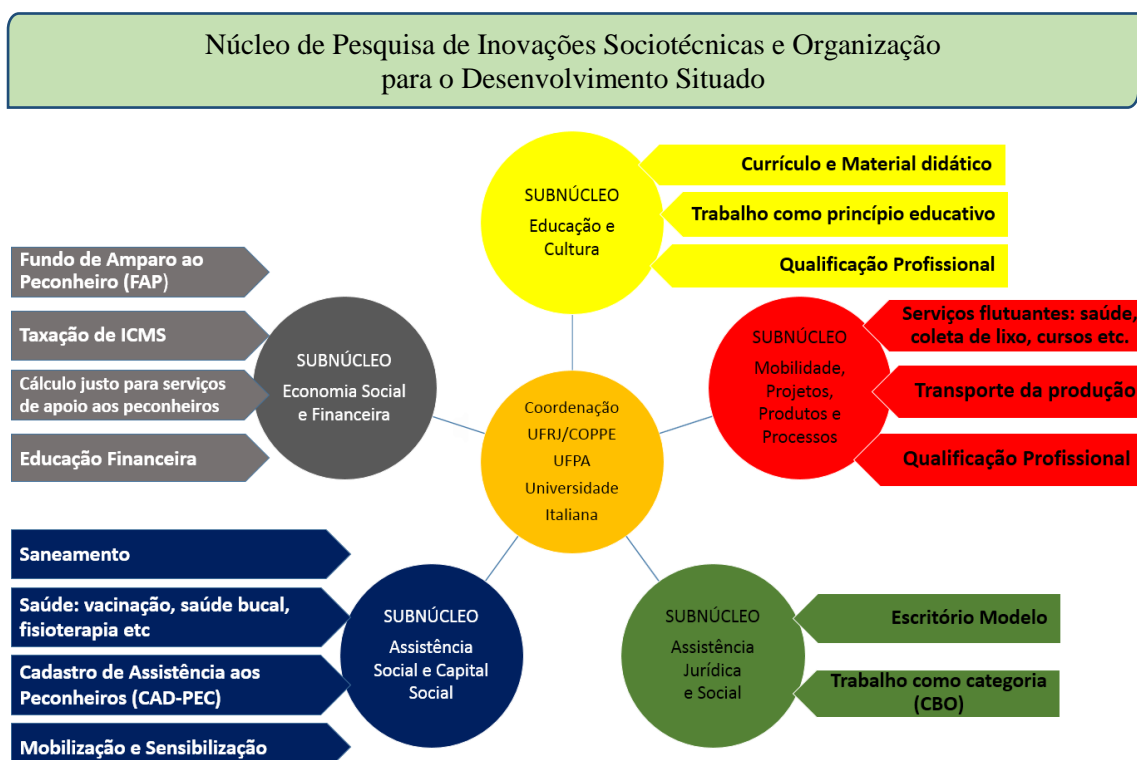 Núcleo de Pesquisa de Inovações Sociotécnicas e Organização
para o Desenvolvimento Situado
SUBNÚCLEO
Educação e
Cultura
Currículo e Material didático
Trabalho como princípio educativo
Qualificação Profissional
Fundo de Amparo ao
Peconheiro (FAP)
Taxação de ICMS
Cálculo justo para serviços
de apoio aos peconheiros
Educação Financeira
SUBNÚCLEO
Economia Social
e Financeira
SUBNÚCLEO
Mobilidade,
Projetos,
Produtos e
Processos
Serviços flutuantes: saúde,
coleta de lixo, cursos etc.
Transporte da produção
Qualificação Profissional
Coordenação
UFRJ/COPPE
UFPA
Universidade
Italiana
Saneamento
Saúde: vacinação, saúde bucal,
fisioterapia etc
Cadastro de Assistência aos
Peconheiros (CAD-PEC)
Mobilização e Sensibilização
SUBNÚCLEO
Assistência
Social e Capital
Social
SUBNÚCLEO
Assistência
Jurídica
e Social
Escritório Modelo
Trabalho como categoria
(CBO)